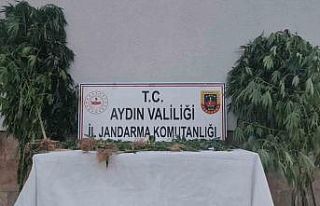 T.C.
AYDIN VALİLİĞİ
İL JANDARMA KOMUTANLIĞI